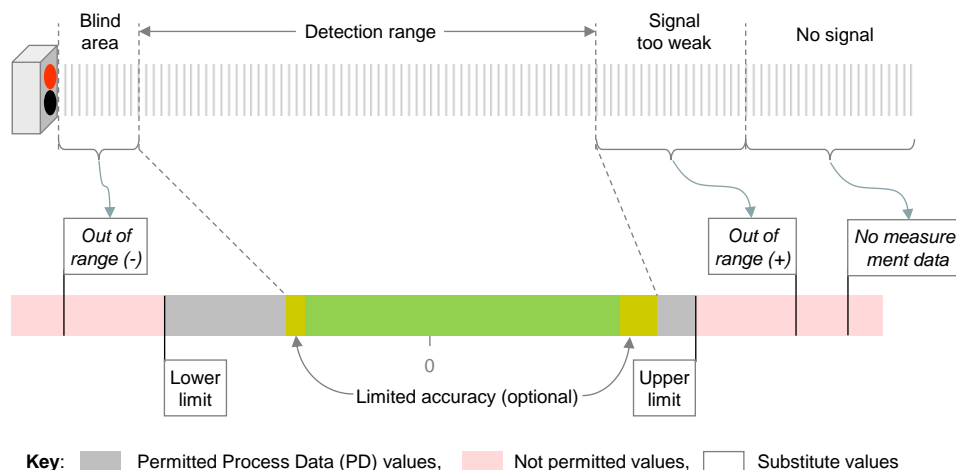 Blind
area
Detection range
Signal
too weak
No signal
Out of
range (-)
Out of
range (+)
No measure-
ment data
0
Lower
limit
Limited accuracy (optional)
Upper
limit
Key: Permitted Process Data (PD) values, Not permitted values, Substitute values